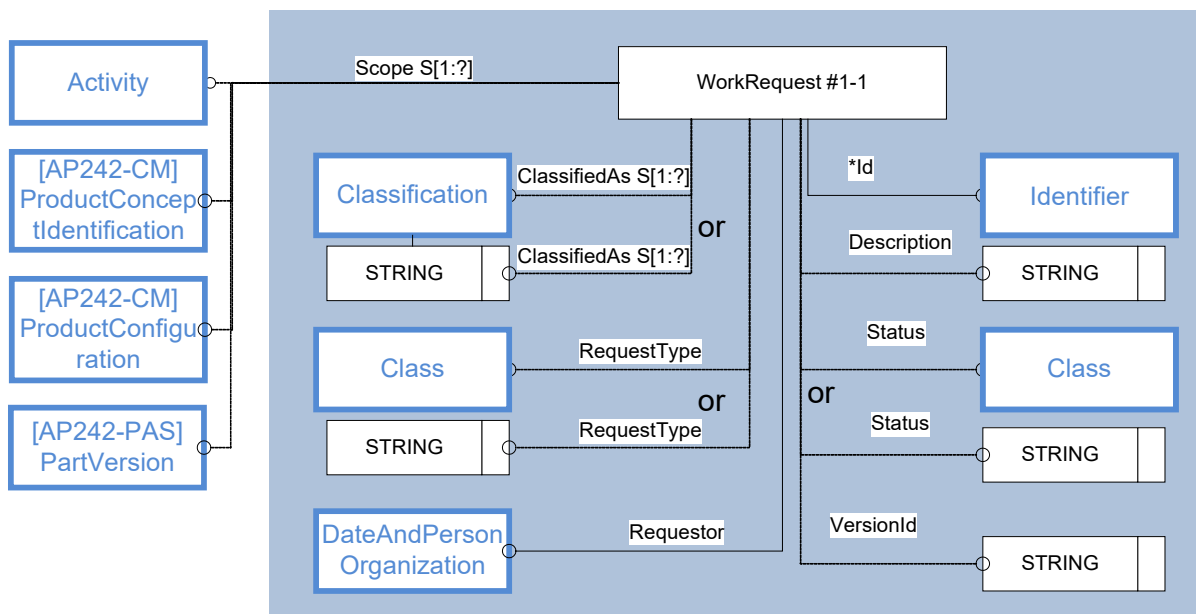 Scope S[1:?]
WorkRequest #1-1
Activity
[AP242-CM]
ProductConcep
tIdentification
[AP242-CM]
ProductConfigu
ration
[AP242-PAS]
PartVersion
Classification
ClassifiedAs S[1:?]
or
STRING
ClassifiedAs S[1:?]
Class
RequestType
or
STRING
RequestType
DateAndPerson
Organization
Requestor
*Id
Identifier
Description
STRING
Status
Class
or
Status
STRING
VersionId
STRING